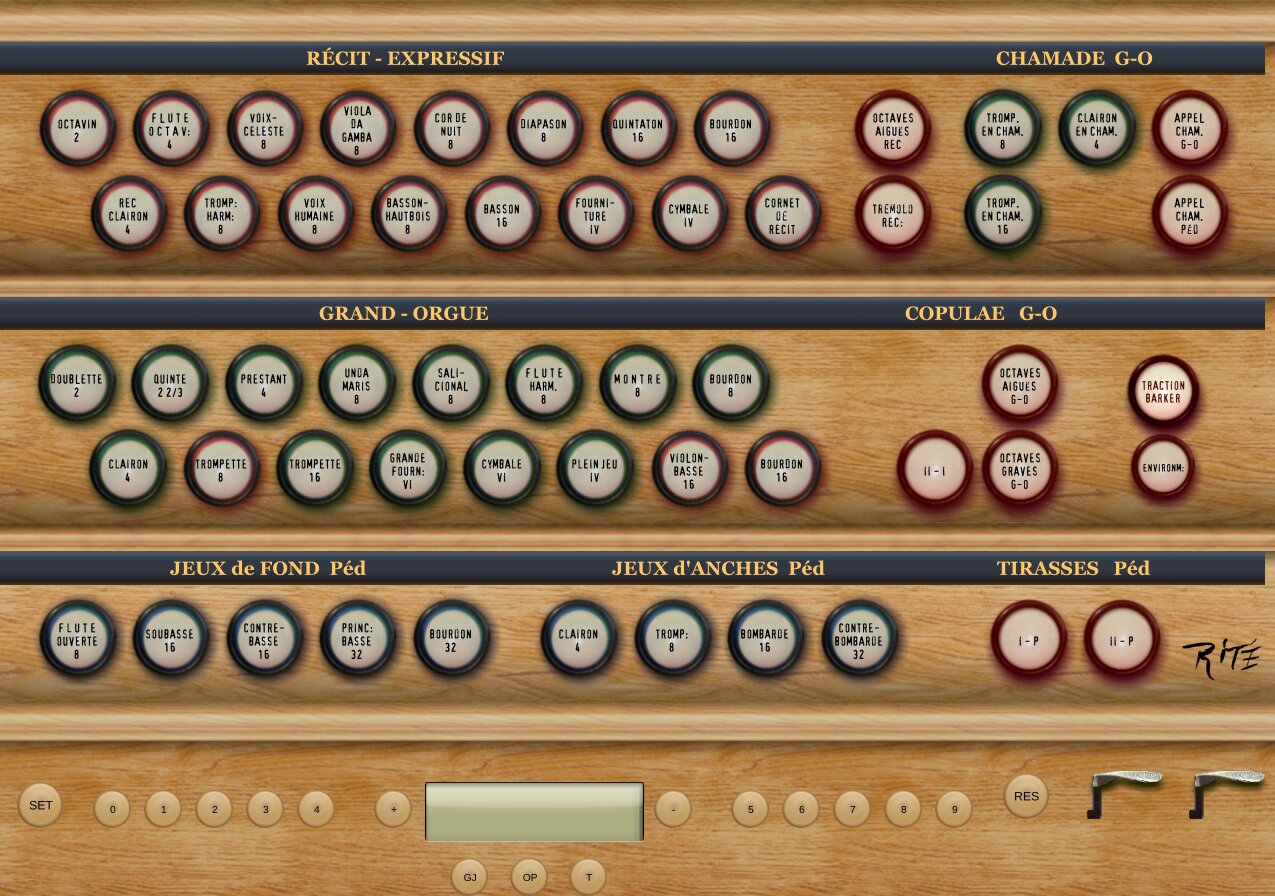 RÉCIT - EXPRESSIF
CHAMADE G-O
OCTAVIN
2
FLUTE
OCTAV:
4
VOIX-
CELESTE
8
VIOLA
DA
GAMBA
8
COR DE
NUIT
8
DIAPASON
8
QUINTATON
16
BOURDON
16
OCTAVES
AIGUES
REC
TROMP.
EN CHAM.
8
CLAIRON
EN CHAM.
4
APPEL
CHAM.
G-O
REC
CLAIRON
4
TROMP:
HARM:
8
VOIX
HUMAINE
8
BASSON-
HAUTBOIS
8
BASSON
16
FOURNI-
TURE
IV
CYMBALE
IV
CORNET
DE
RECIT
TREMOLO
REC:
TROMP.
EN CHAM.
16
APPEL
CHAM.
PÉD
GRAND - ORGUE
COPULAE G-O
DOUBLETTE
2
QUINTE
2 2/3
PRESTANT
4
UNDA
MARIS
8
SALI-
CIONAL
8
FLUTE
HARM.
8
MONTRE
8
BOURDON
8
OCTAVES
AIGUES
G-O
TRACTION
BARKER
CLAIRON
4
TROMPETTE
8
TROMPETTE
16
GRANDE
FOURN:
VI
CYMBALE
VI
PLEIN JEU
IV
VIOLON-
BASSE
16
BOURDON
16
II - I
OCTAVES
GRAVES
G-O
ENVIRONM:
JEUX de FOND Péd
JEUX d'ANCHES Péd
TIRASSES Péd
FLUTE
OUVERTE
8
SOUBASSE
16
CONTRE-
BASSE
16
PRINC:
BASSE
32
BOURDON
32
CLAIRON
4
TROMP:
8
BOMBARDE
16
CONTRE-
BOMBARDE
32
I - P
II - P
RITÉ
SET
0
1
2
3
4
+
-
5
6
7
8
9
RES
GJ
OP
T